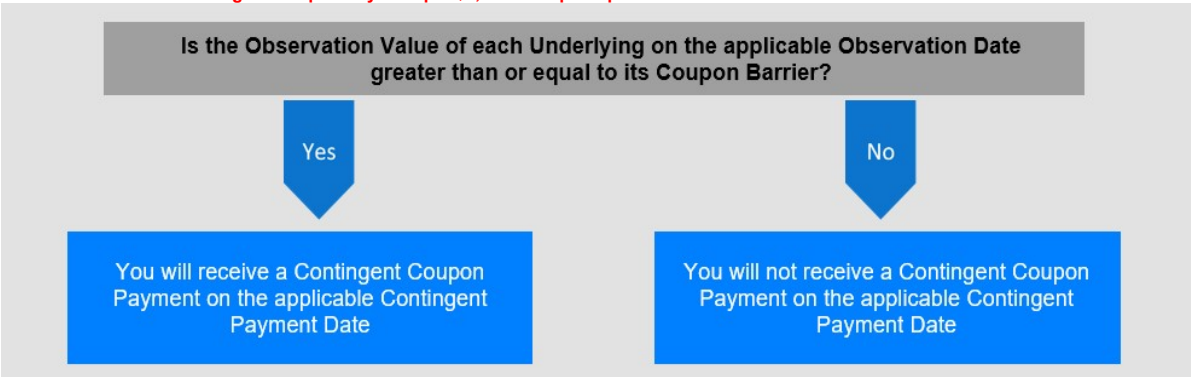 Is the Observation Value of each Underlying on the applicable Observation Date
greater than or equal to its Coupon Barrier?
Yes
No
You will receive a Contingent Coupon
Payment on the applicable Contingent
Payment Date
You will not receive a Contingent Coupon
Payment on the applicable Contingent
Payment Date